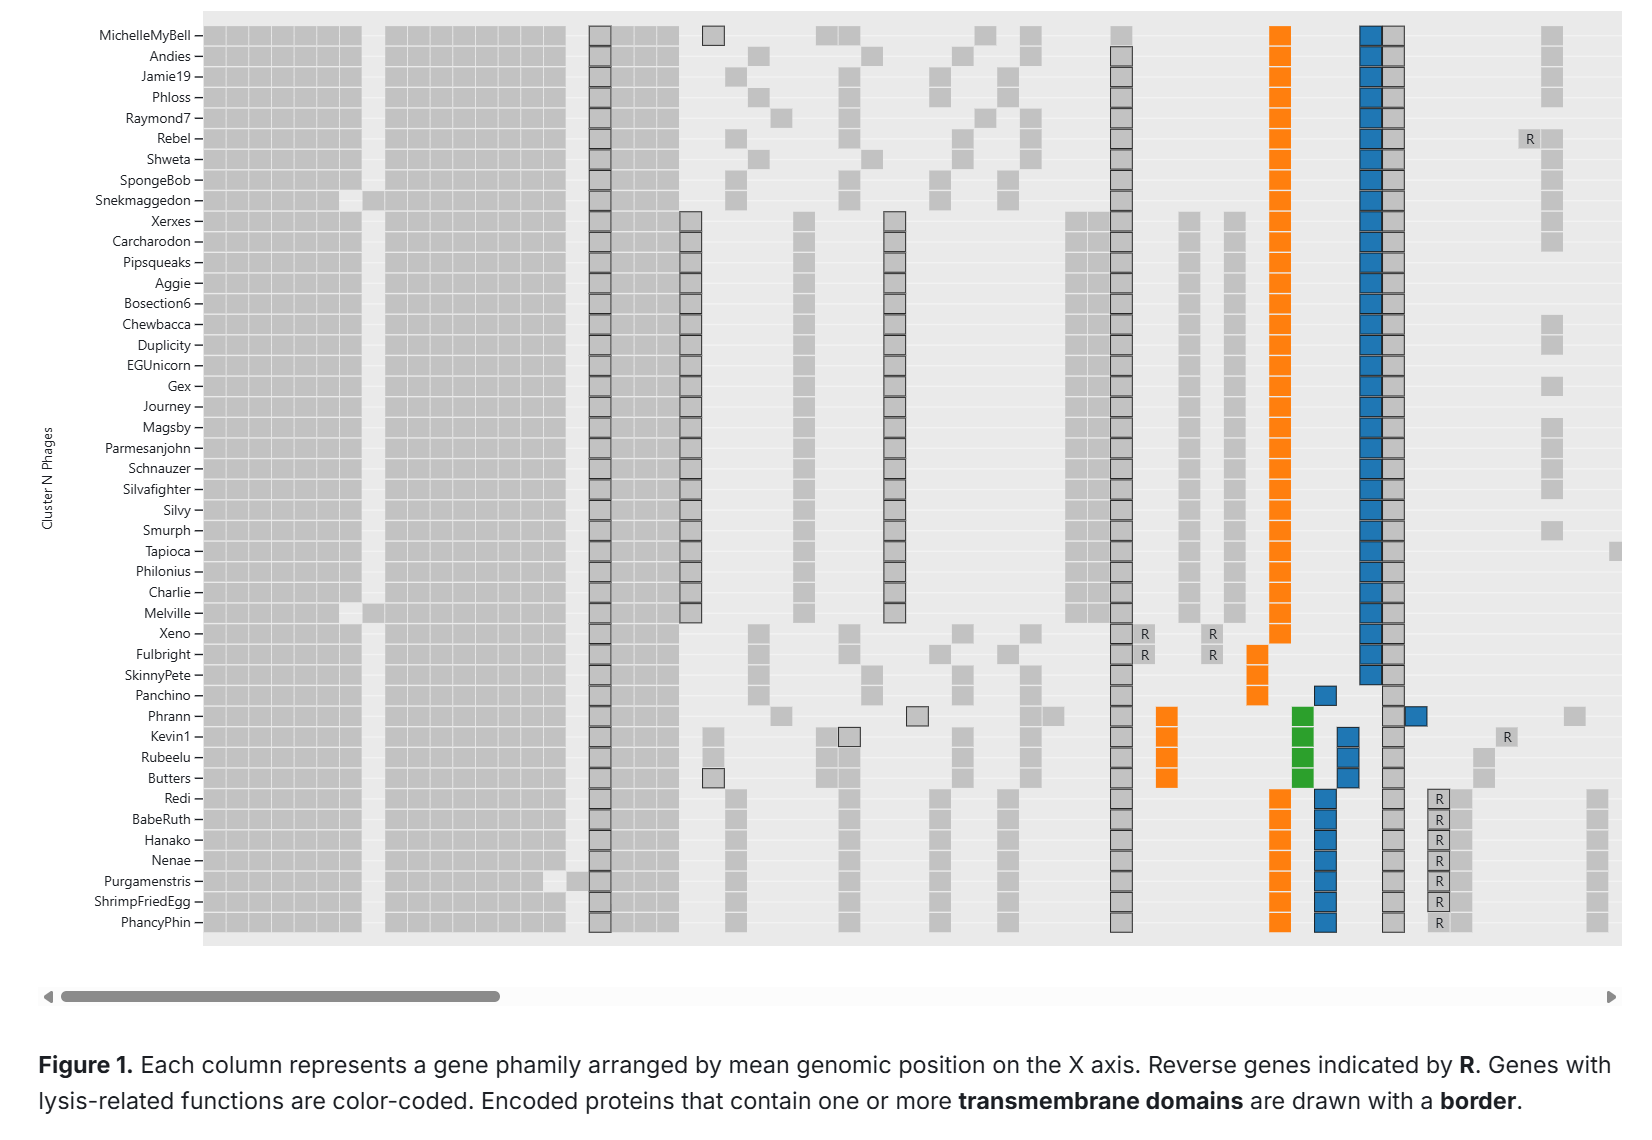 MichelleMyBell
Andies
Jamie19
Phloss
Raymond7
Rebel
R
Shweta
SpongeBob
Snekmaggedon
Xerxes
Carcharodon
Pipsqueaks
Aggie
Bosection6
Chewbacca
Duplicity
EGUnicorn
Gex
Journey
Magsby
Parmesanjohn
Schnauzer
Silvafighter
Silvy
Smurph
Tapioca
Philonius
Charlie
Melville
Xeno
R R
Fulbright
R R
SkinnyPete
Panchino
Phrann
Kevin1
R
Rubeelu
Butters
Redi
R
BabeRuth
R
Hanako
R
Nenae
R
Purgamenstris
R
ShrimpFriedEgg
R
PhancyPhin
R
Cluster N Phages
Figure 1. Each column represents a gene phamily arranged by mean genomic position on the X axis. Reverse genes indicated by R. Genes with
lysis-related functions are color-coded. Encoded proteins that contain one or more transmembrane domains are drawn with a border.